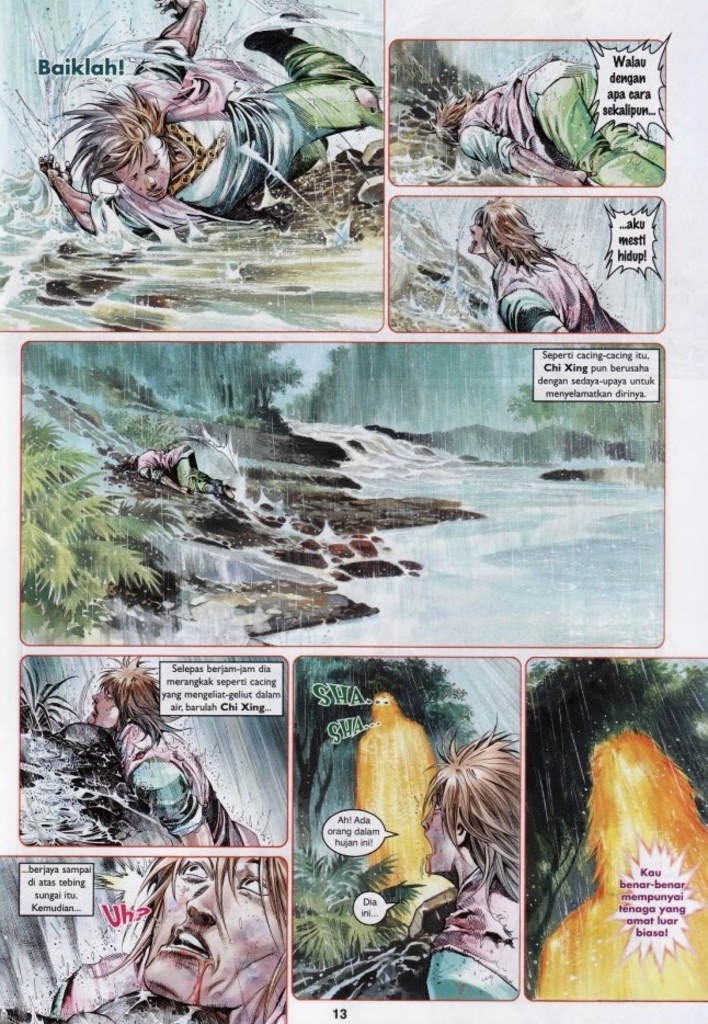 Baiklah!
Walau
dengan
apa cara
sekalipun...
...aku
mesti
hidup!
Seperti cacing-cacing itu,
Chi Xing pun berusaha
dengan sedaya-upaya untuk
menyelamatkan dirinya.
Selepas berjam-jam dia
merangkak seperti cacing
yang mengeliat-geliut dalam
air, barulah Chi Xing...
...berjaya sampai
di atas tebing
sungai itu.
Kemudian...
Uh?
SHA...
SHA...
Ah! Ada
orang dalam
hujan ini!
Dia
ini...
Kau
benar-benar
mempunyai
tenaga yang
amat luar
biasa!
13